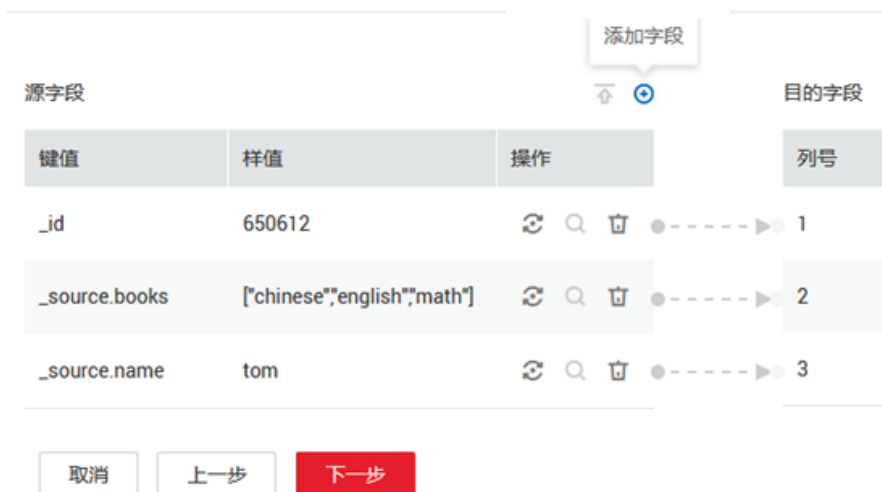 添加字段
源字段 目的字段
键值 样值 操作 列号
_id 650612 1
_source.books ["chinese","english","math"] 2
_source.name tom 3
取消 上一步 下一步